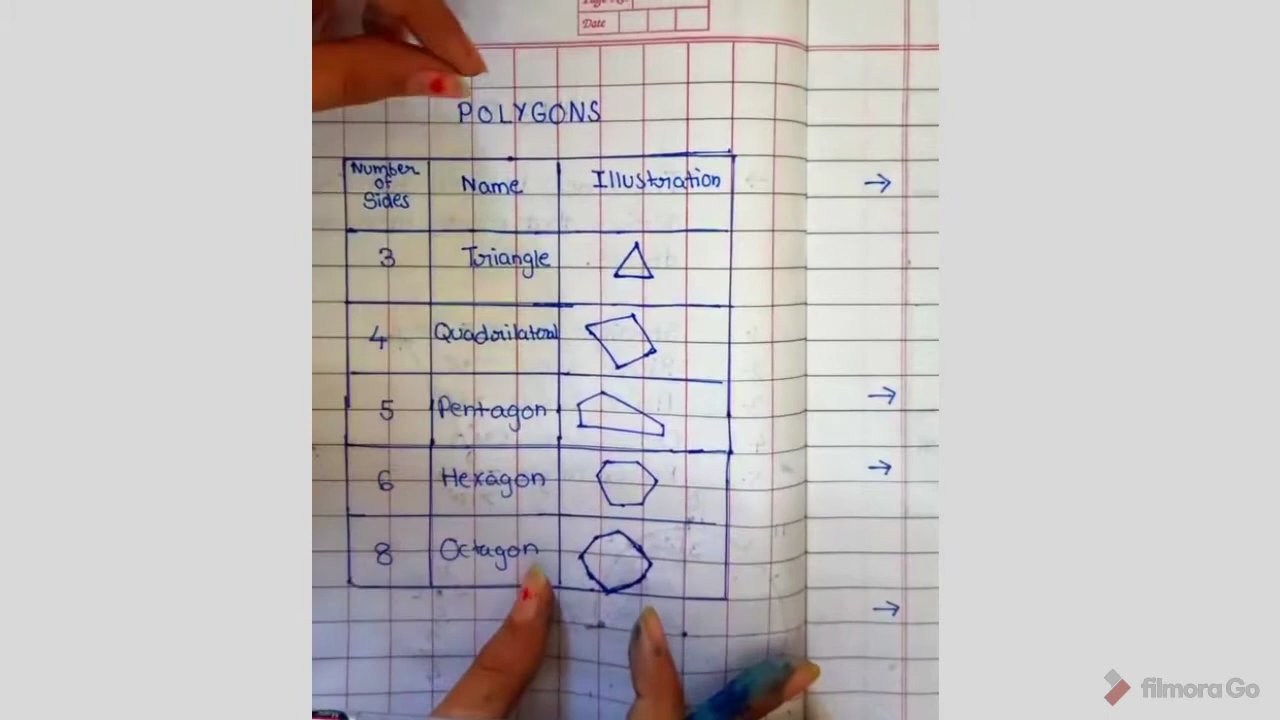 Date
POLYGONS
Number of Sides Name Illustration
3 Triangle
4 Quadrilateral
5 Pentagon
6 Hexagon
8 Octagon
filmora Go